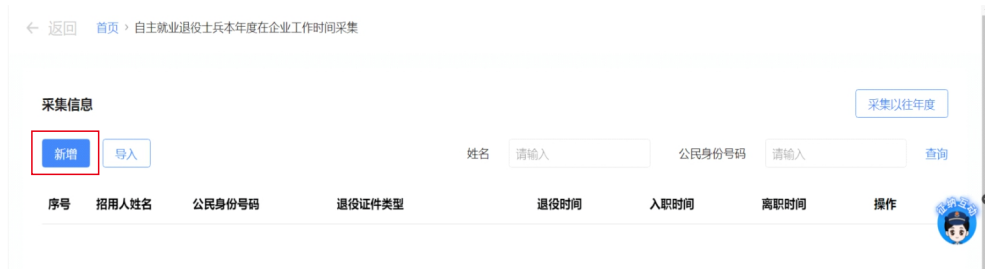 ← 返回 首页 › 自主就业退役士兵本年度在企业工作时间采集
采集信息 采集以往年度
新增 导入 姓名 请输入 公民身份号码 请输入 查询
序号 招用人姓名 公民身份号码 退役证件类型 退役时间 入职时间 离职时间 操作
征纳互动